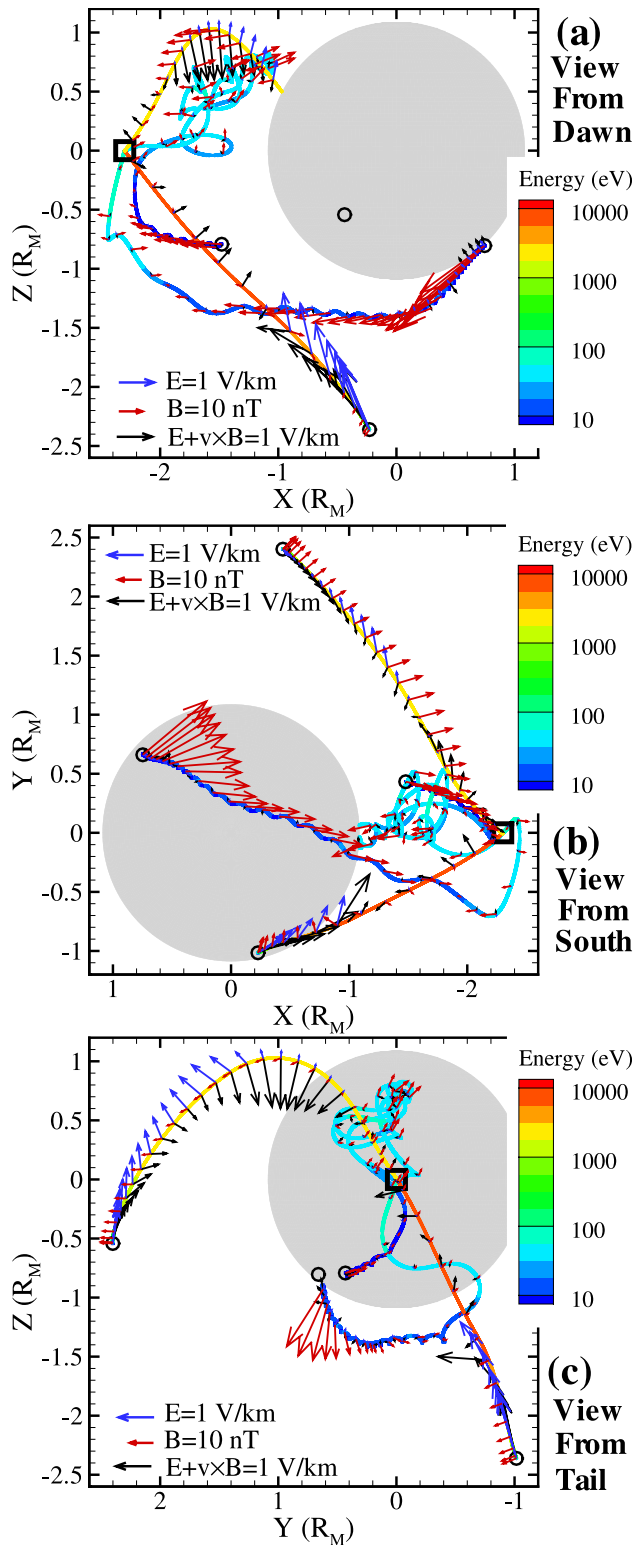 (a)
View
From
Dawn
1
0.5
0
-0.5
-1
-1.5
-2
-2.5
Z (R_M)
Energy (eV)
10000
1000
100
10
E=1 V/km
B=10 nT
E+v×B=1 V/km
-2 -1 0 1
X (R_M)
2.5
2
1.5
1
0.5
0
-0.5
-1
Y (R_M)
E=1 V/km
B=10 nT
E+v×B=1 V/km
Energy (eV)
10000
1000
100
10
(b)
View
From
South
1 0 -1 -2
X (R_M)
1
0.5
0
-0.5
-1
-1.5
-2
-2.5
Z (R_M)
Energy (eV)
10000
1000
100
10
E=1 V/km
B=10 nT
E+v×B=1 V/km
(c)
View
From
Tail
2 1 0 -1
Y (R_M)